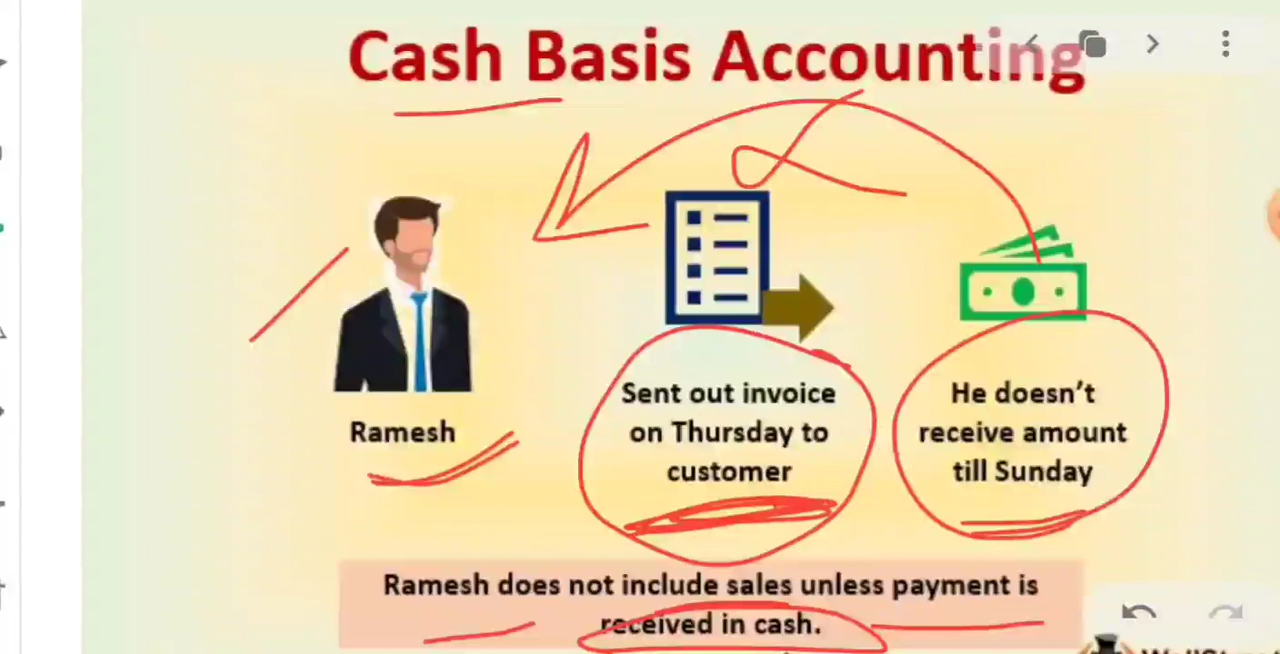 Cash Basis Accounting
Ramesh
Sent out invoice
on Thursday to
customer
He doesn't
receive amount
till Sunday
Ramesh does not include sales unless payment is
received in cash.